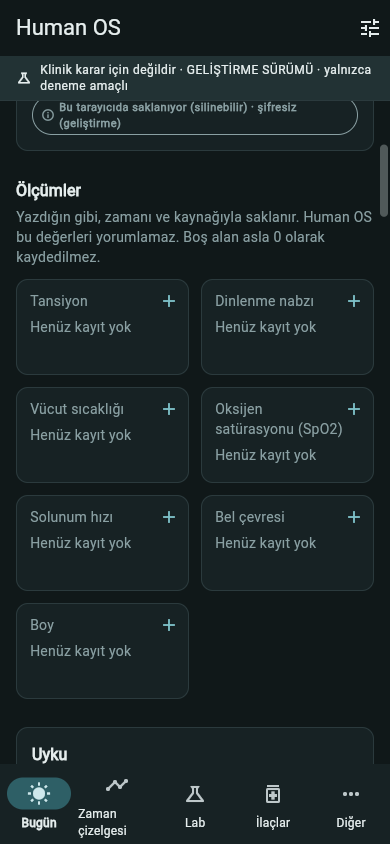 Human OS
Klinik karar için değildir · GELİŞTİRME SÜRÜMÜ · yalnızca
deneme amaçlı
Bu tarayıcıda saklanıyor (silinebilir) · şifresiz
(geliştirme)
Ölçümler
Yazdığın gibi, zamanı ve kaynağıyla saklanır. Human OS
bu değerleri yorumlamaz. Boş alan asla 0 olarak
kaydedilmez.
Tansiyon
Henüz kayıt yok
Dinlenme nabzı
Henüz kayıt yok
Vücut sıcaklığı
Henüz kayıt yok
Oksijen
satürasyonu (SpO2)
Henüz kayıt yok
Solunum hızı
Henüz kayıt yok
Bel çevresi
Henüz kayıt yok
Boy
Henüz kayıt yok
Uyku
Bugün
Zaman
çizelgesi
Lab
İlaçlar
Diğer